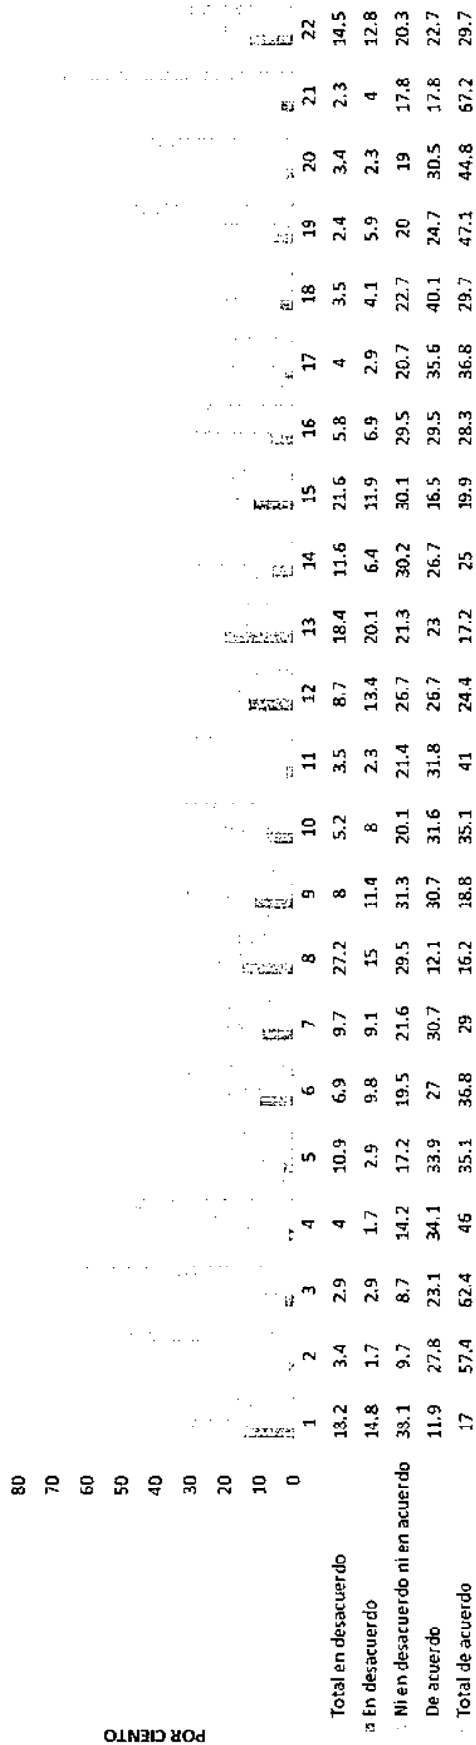 POR CIENTO
80
70
60
50
40
30
20
10
0
1 2 3 4 5 6 7 8 9 10 11 12 13 14 15 16 17 18 19 20 21 22
Total en desacuerdo 18.2 3.4 2.9 4 10.9 6.9 9.7 27.2 8 5.2 3.5 8.7 18.4 11.6 21.6 5.8 4 3.5 2.4 3.4 2.3 14.5
En desacuerdo 14.8 1.7 2.9 1.7 2.9 9.8 9.1 15 11.4 8 2.3 13.4 20.1 6.4 11.9 6.9 2.9 4.1 5.9 2.3 4 12.8
Ni en desacuerdo ni en acuerdo 38.1 9.7 8.7 14.2 17.2 19.5 21.6 29.5 31.3 20.1 21.4 26.7 21.3 30.2 30.1 29.5 20.7 22.7 20 19 17.8 20.3
De acuerdo 11.9 27.8 23.1 34.1 33.9 27 30.7 12.1 30.7 31.6 31.8 26.7 23 26.7 16.5 29.5 35.6 40.1 24.7 30.5 17.8 22.7
Total de acuerdo 17 57.4 62.4 46 35.1 36.8 29 16.2 18.8 35.1 41 24.4 17.2 25 19.9 28.3 36.8 29.7 47.1 44.8 67.2 29.7